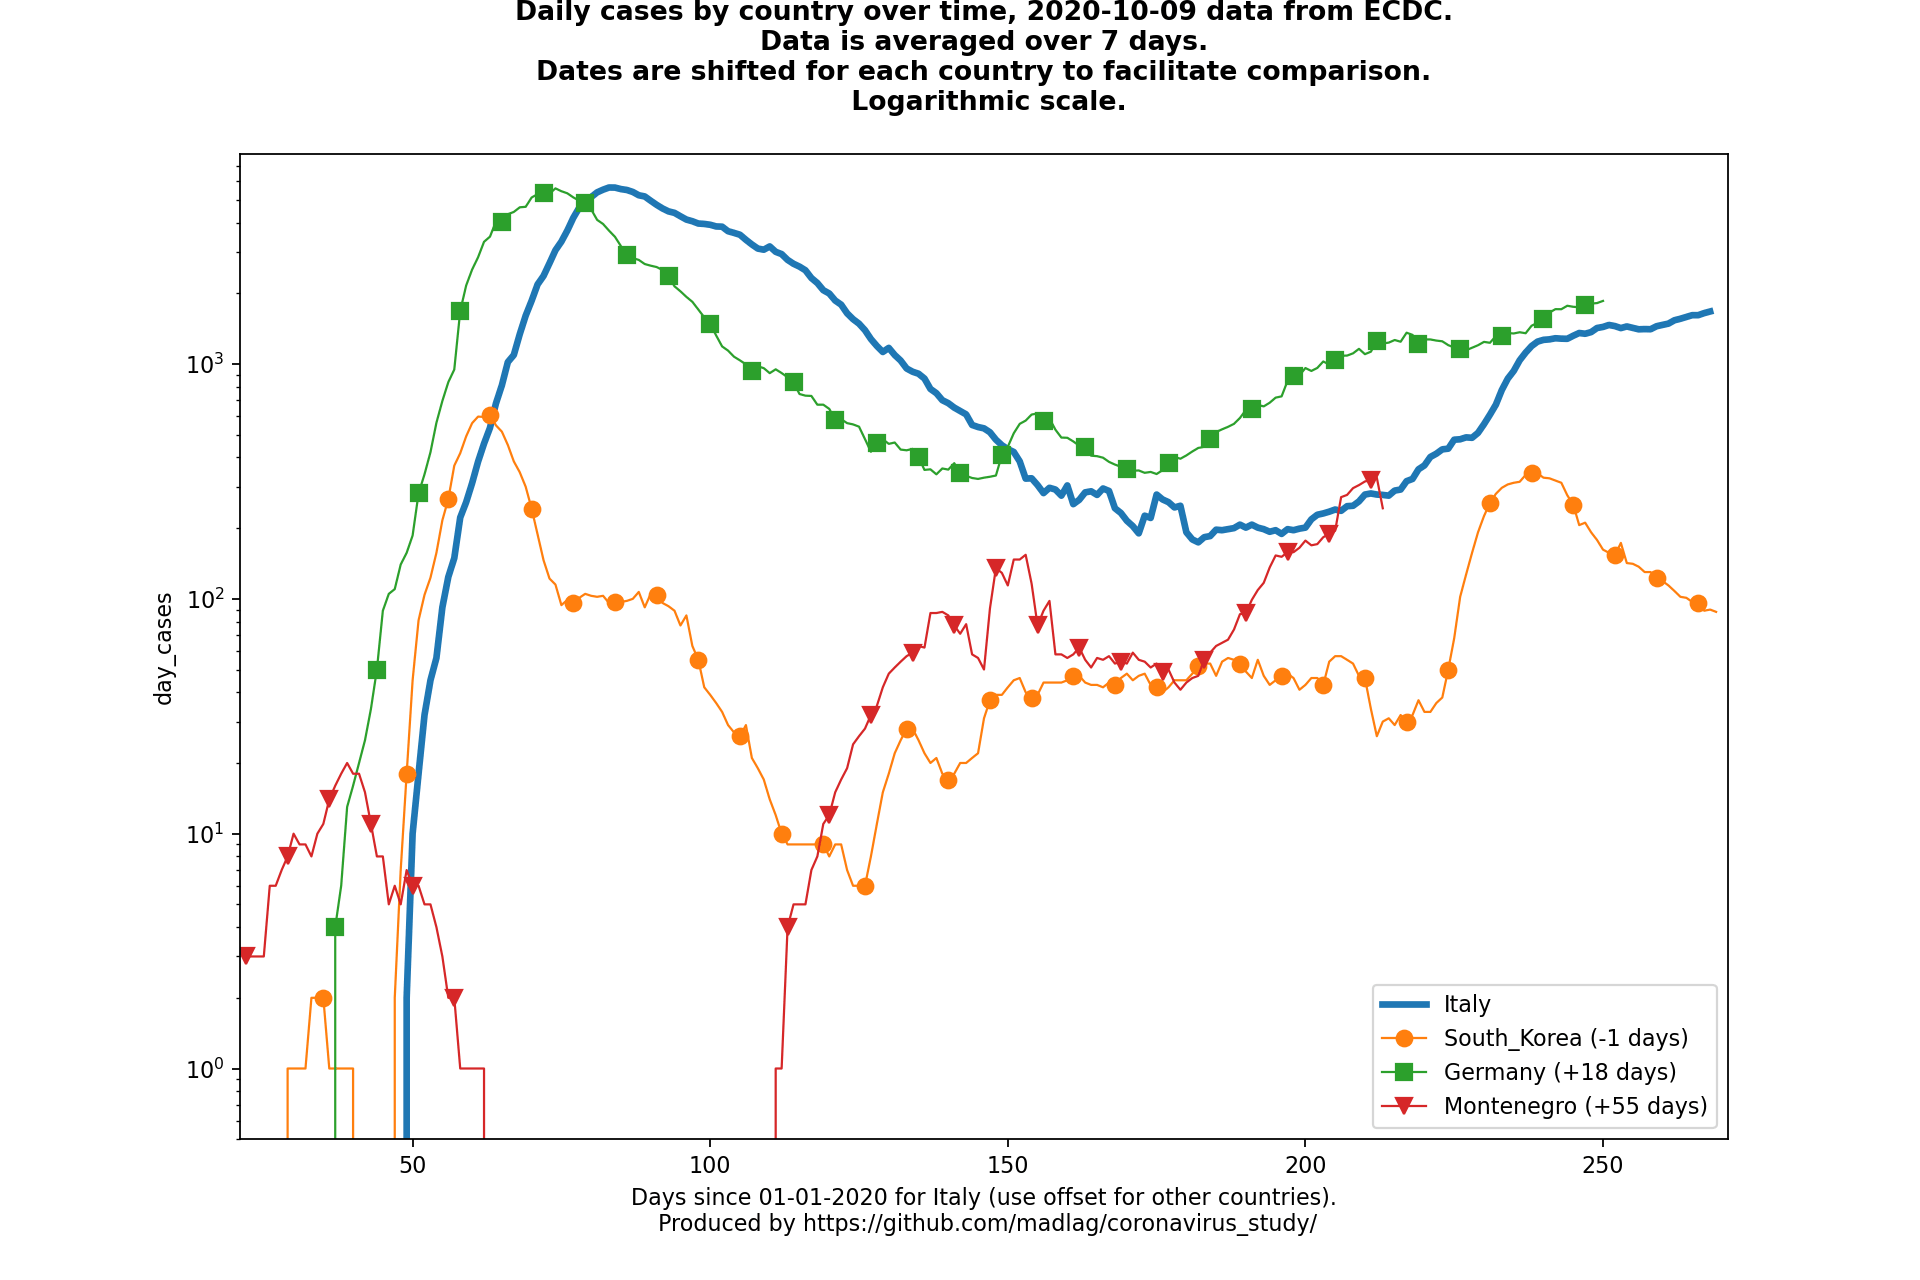 Daily cases by country over time, 2020-10-09 data from ECDC.
Data is averaged over 7 days.
Dates are shifted for each country to facilitate comparison.
Logarithmic scale.
day_cases
10³
10²
10¹
10⁰
50 100 150 200 250
Italy
South_Korea (-1 days)
Germany (+18 days)
Montenegro (+55 days)
Days since 01-01-2020 for Italy (use offset for other countries).
Produced by https://github.com/madlag/coronavirus_study/